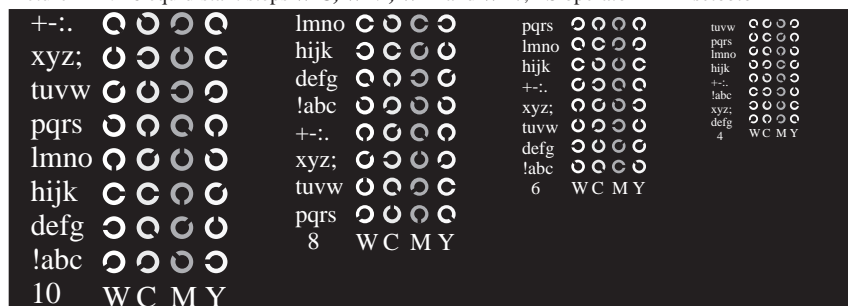 +-:.
xyz;
tuvw
pqrs
lmno
hijk
defg
!abc
10 W C M Y
lmno
hijk
defg
!abc
+-:.
xyz;
tuvw
pqrs
8 W C M Y
pqrs
lmno
hijk
+-:.
xyz;
tuvw
defg
!abc
6 W C M Y
tuvw
pqrs
lmno
hijk
+-:.
!abc
xyz;
defg
4 W C M Y